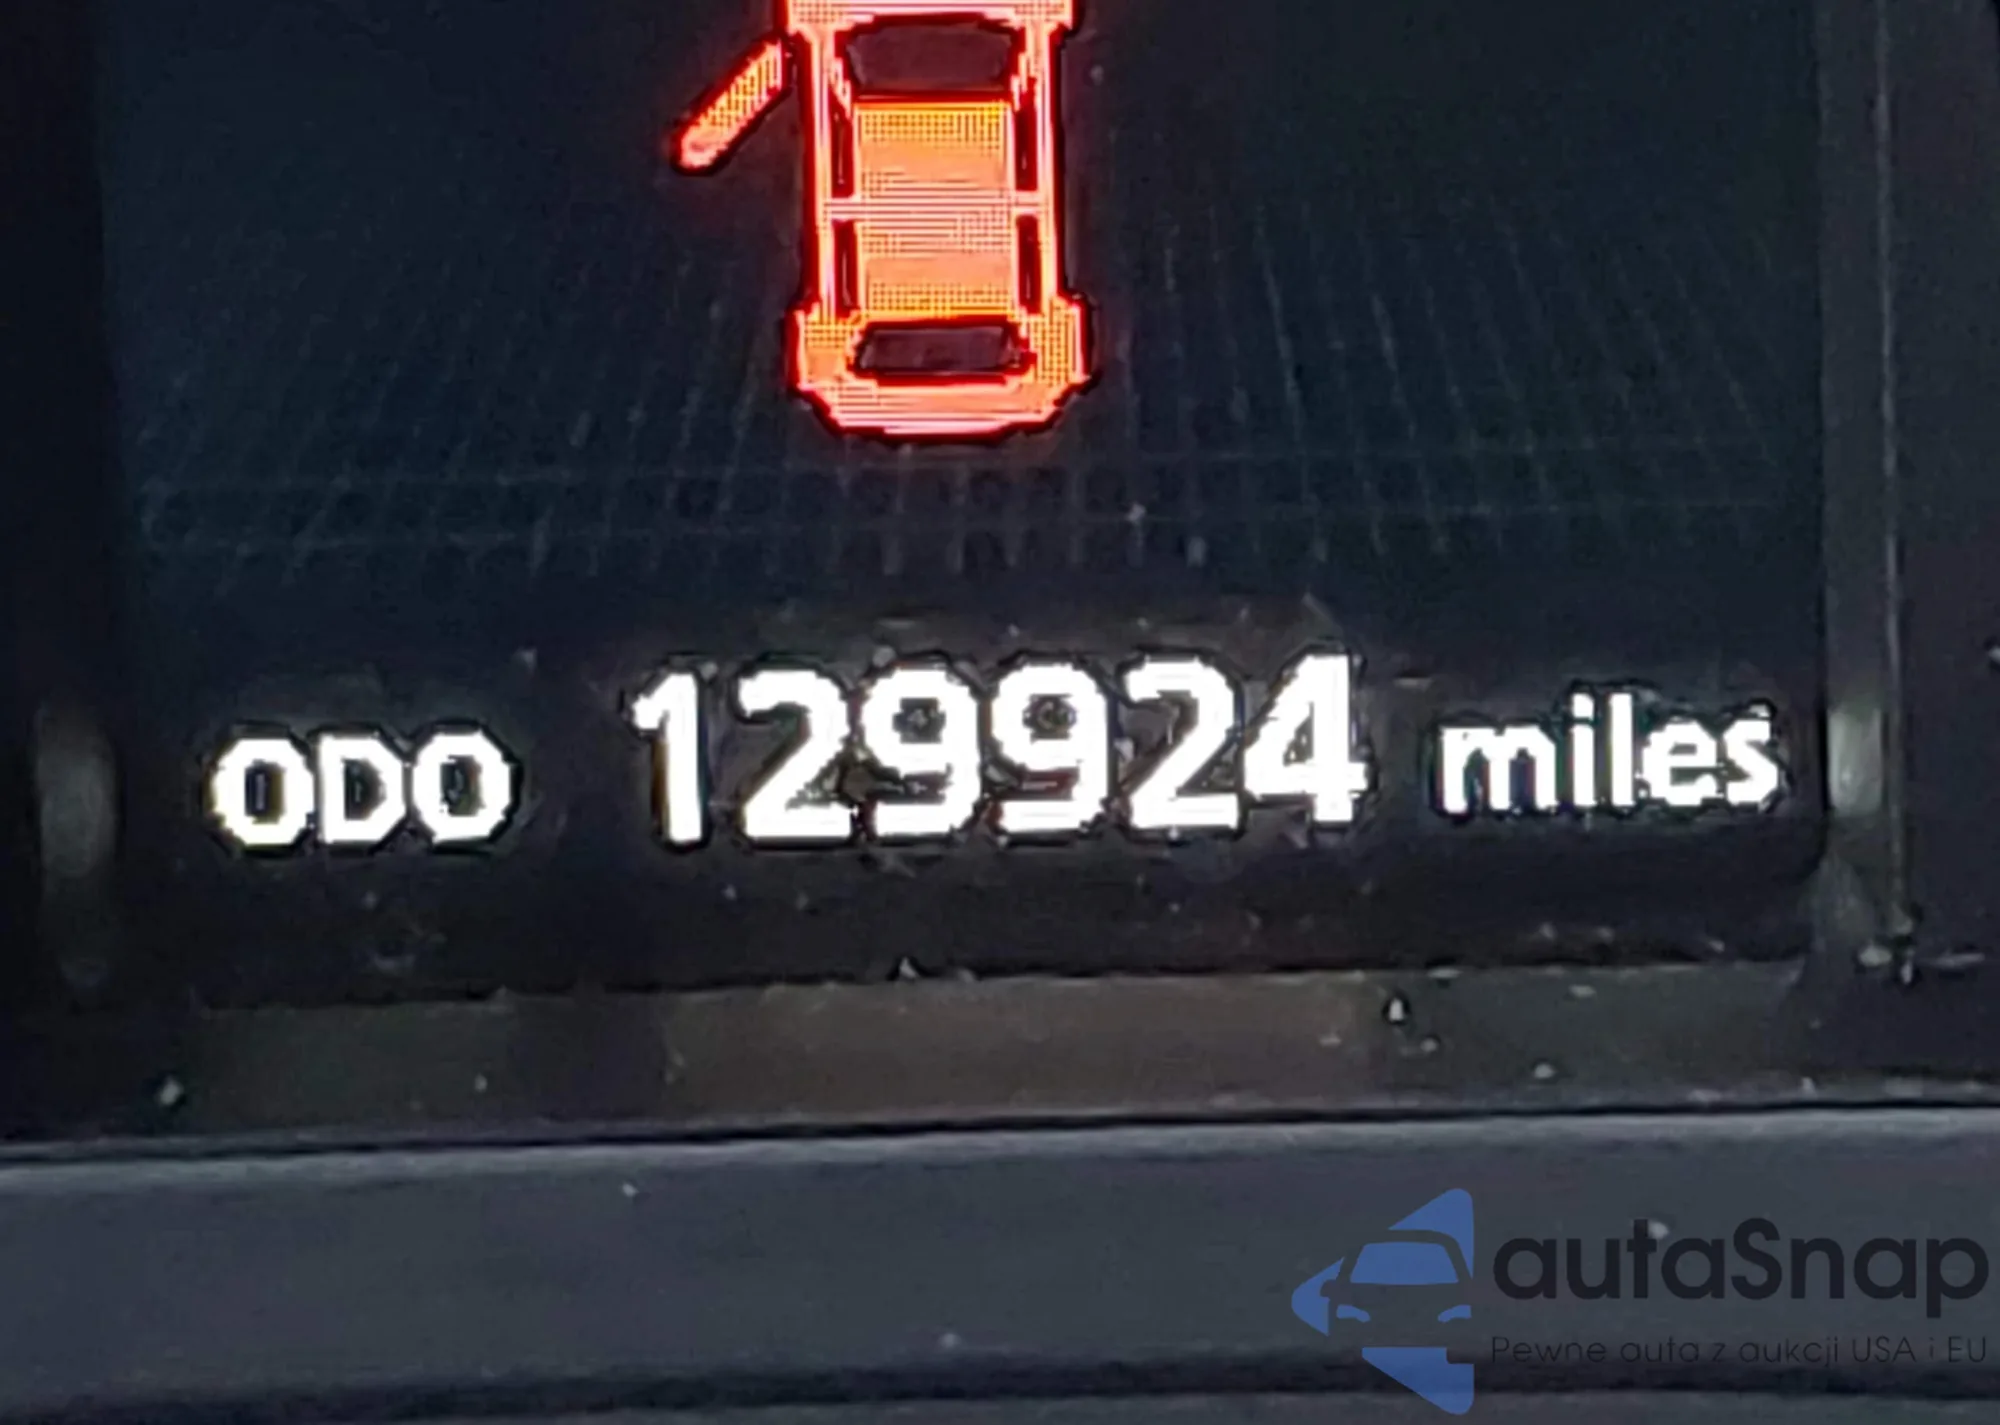 ODO 129924 miles
autaSnap
Pewne auta z aukcji USA i EU